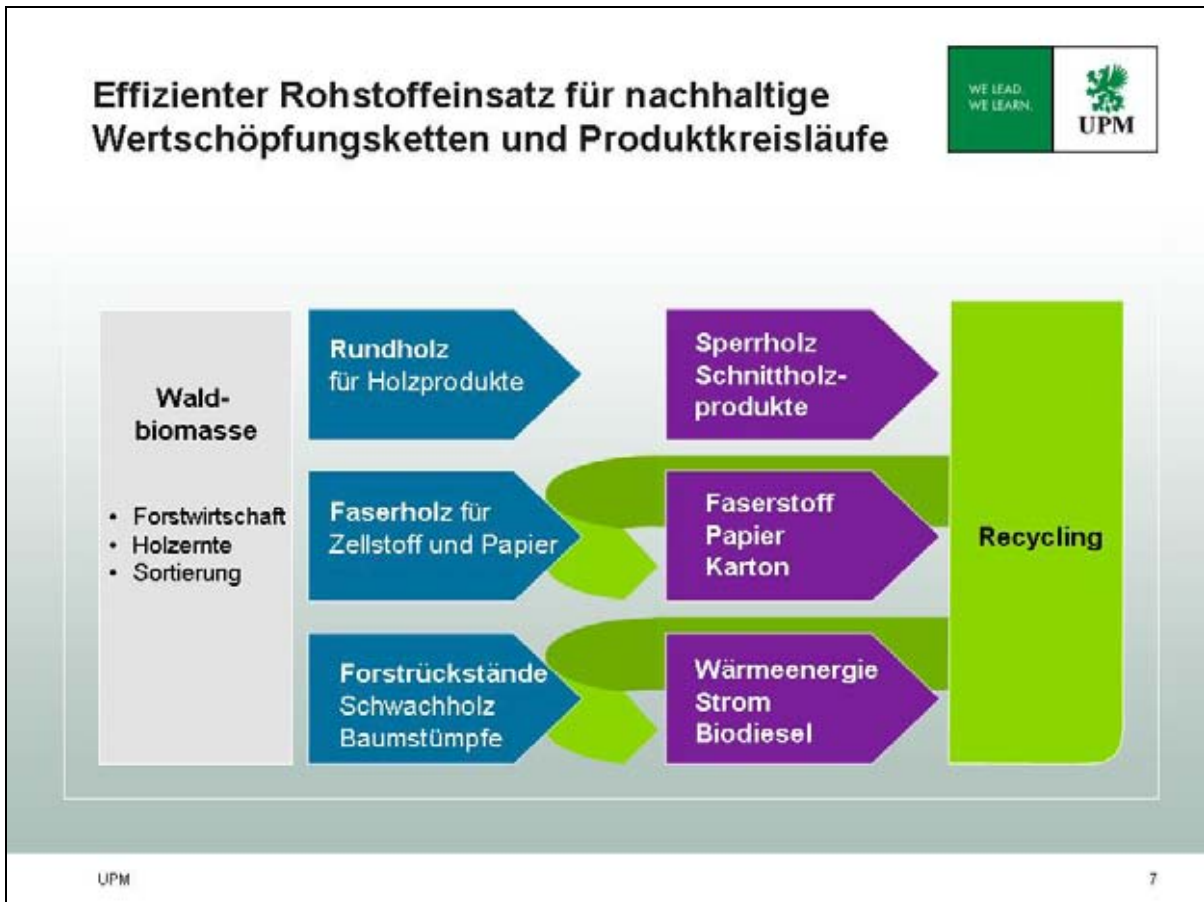 Effizienter Rohstoffeinsatz für nachhaltige
Wertschöpfungsketten und Produktkreisläufe
WE LEAD.
WE LEARN.
UPM
Wald-
biomasse
• Forstwirtschaft
• Holzernte
• Sortierung
Rundholz
für Holzprodukte
Faserholz für
Zellstoff und Papier
Forstrückstände
Schwachholz
Baumstümpfe
Sperrholz
Schnittholz-
produkte
Faserstoff
Papier
Karton
Wärmeenergie
Strom
Biodiesel
Recycling
UPM
7